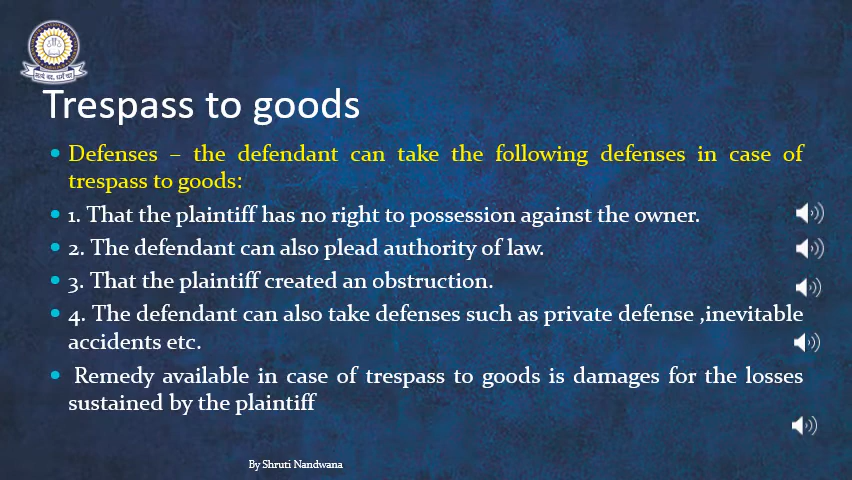 Trespass to goods
• Defenses – the defendant can take the following defenses in case of
trespass to goods:
• 1. That the plaintiff has no right to possession against the owner.
• 2. The defendant can also plead authority of law.
• 3. That the plaintiff created an obstruction.
• 4. The defendant can also take defenses such as private defense ,inevitable
accidents etc.
• Remedy available in case of trespass to goods is damages for the losses
sustained by the plaintiff
By Shruti Nandwana